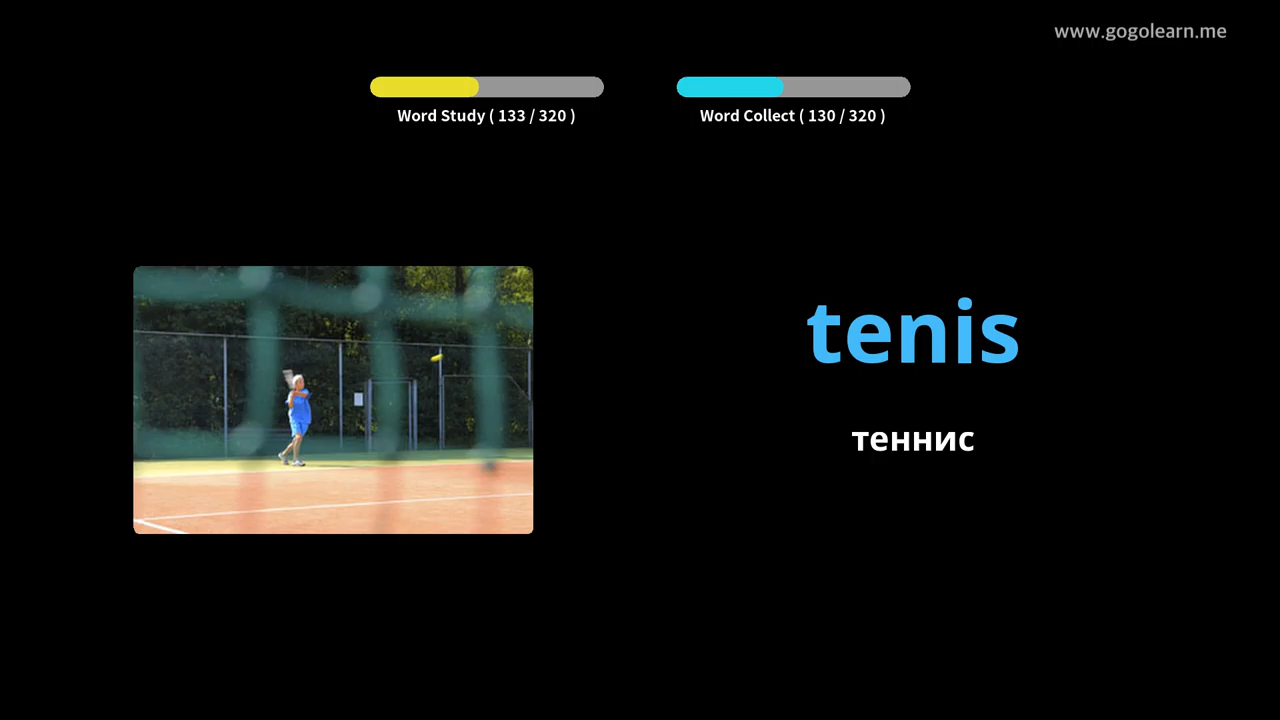 www.gogolearn.me
Word Study ( 133 / 320 )
Word Collect ( 130 / 320 )
tenis
теннис